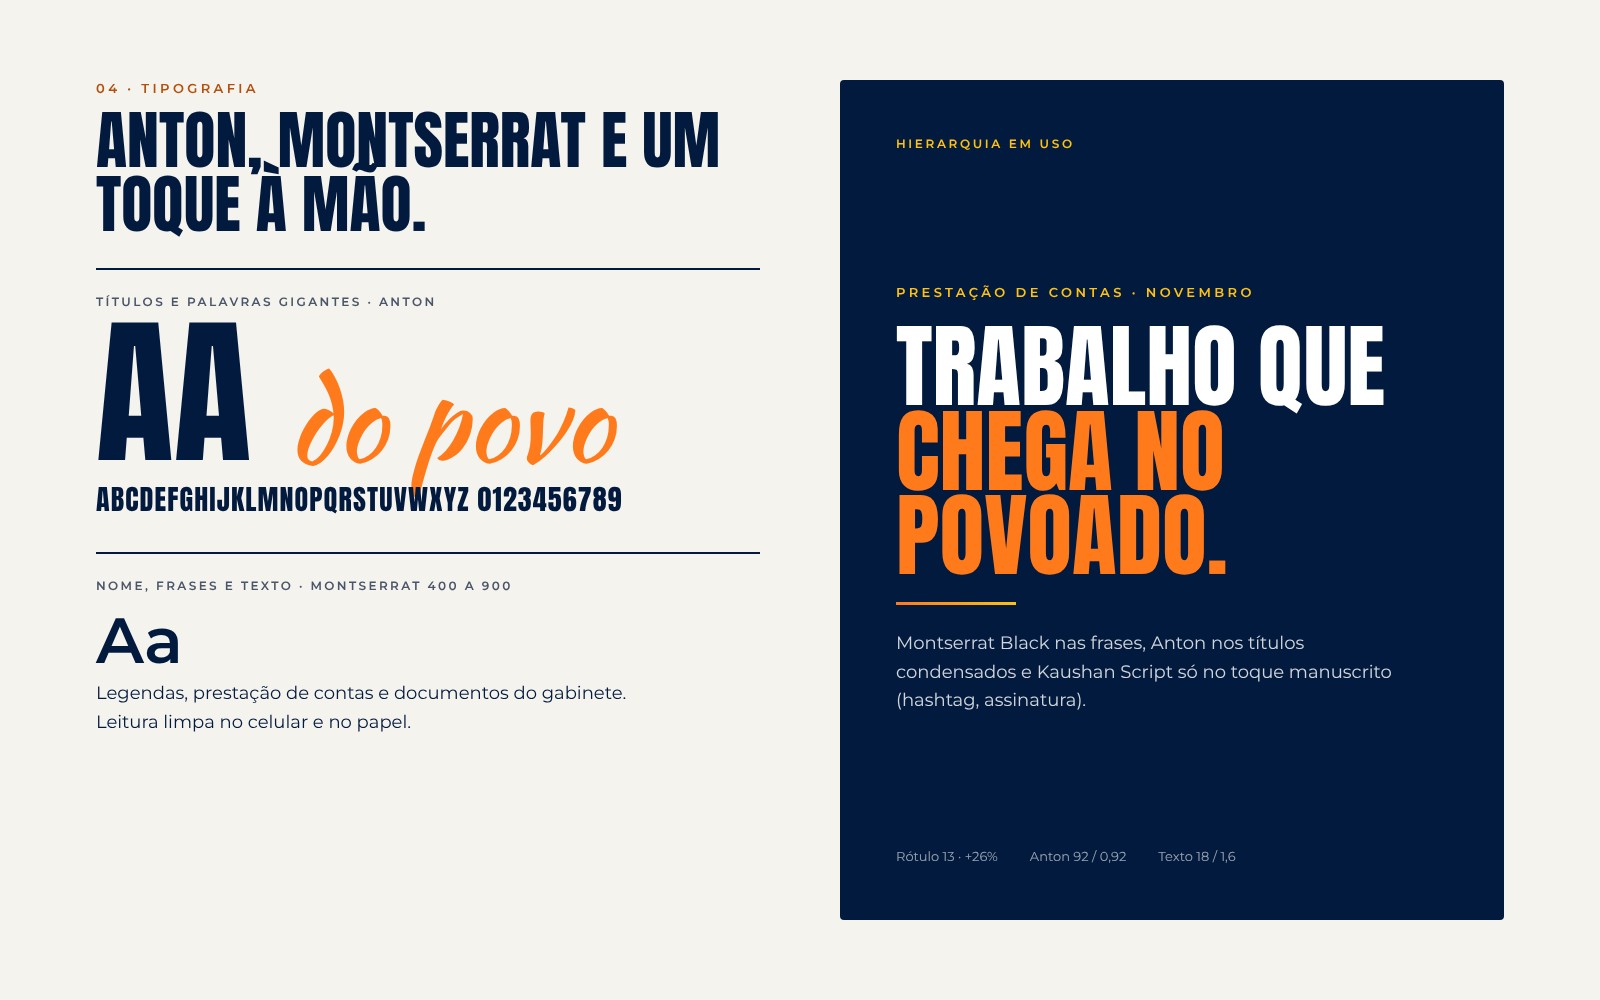 04 · TIPOGRAFIA
ANTON, MONTSERRAT E UM
TOQUE À MÃO.
TÍTULOS E PALAVRAS GIGANTES · ANTON
AA do povo
ABCDEFGHIJKLMNOPQRSTUVWXYZ 0123456789
NOME, FRASES E TEXTO · MONTSERRAT 400 A 900
Aa
Legendas, prestação de contas e documentos do gabinete.
Leitura limpa no celular e no papel.
HIERARQUIA EM USO
PRESTAÇÃO DE CONTAS · NOVEMBRO
TRABALHO QUE
CHEGA NO
POVOADO.
Montserrat Black nas frases, Anton nos títulos
condensados e Kaushan Script só no toque manuscrito
(hashtag, assinatura).
Rótulo 13 · +26% Anton 92 / 0,92 Texto 18 / 1,6